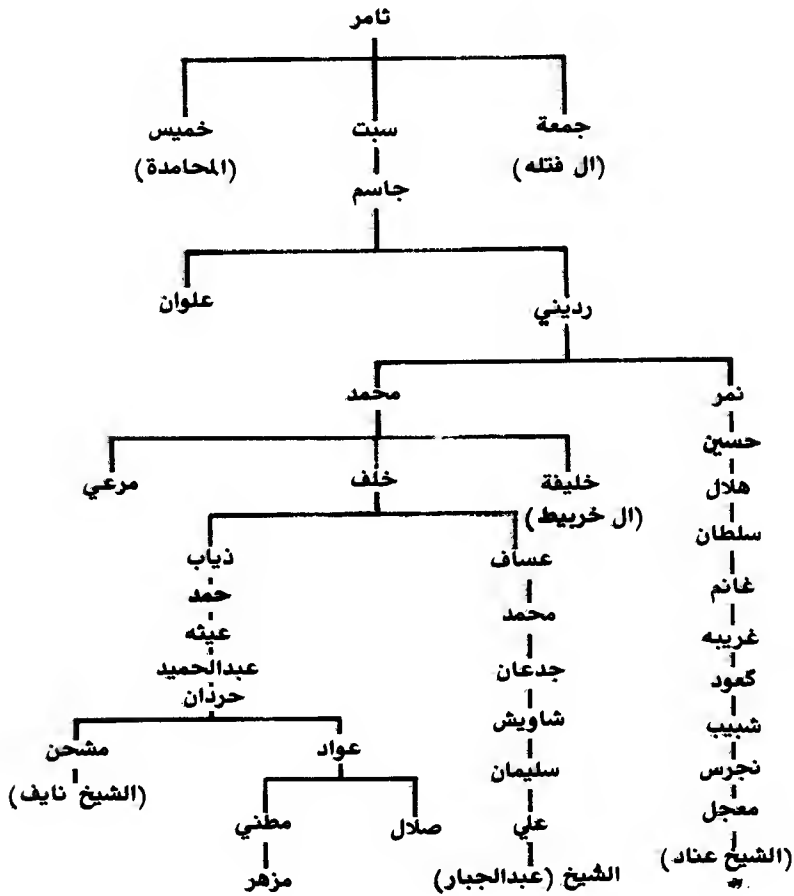 ثامر
جمعة سبت خميس
(ال فتله) (المحامدة)
جاسم
رديني علوان
نمر محمد
حسين
خليفة خلف مرعي
(ال خربيط) هلال
سلطان
عساف ذياب
غانم
محمد حمد
غريبه عيثه
كعود جدعان عبدالحميد
حردان
شبيب شاويش
عواد مشحن
نجرس سليمان
(الشيخ نايف)
معجل علي صلال مطني
(الشيخ عناد) الشيخ (عبدالجبار) مزهر